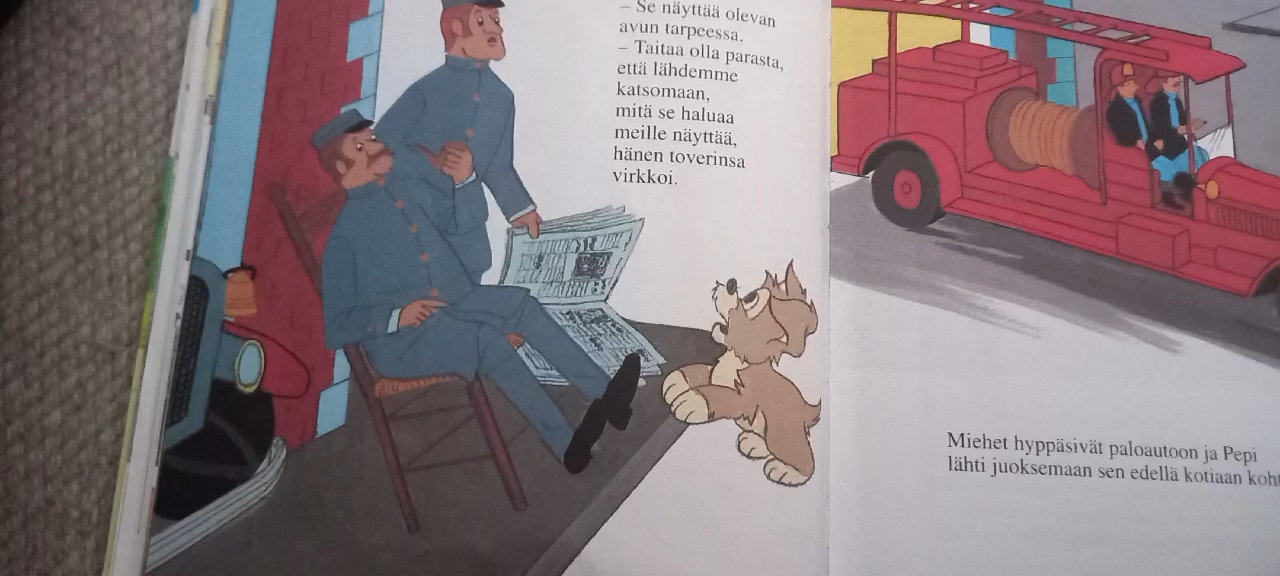 – Se näyttää olevan
avun tarpeessa.
– Taitaa olla parasta,
että lähdemme
katsomaan,
mitä se haluaa
meille näyttää,
hänen toverinsa
virkkoi.
Miehet hyppäsivät paloautoon ja Pepi
lähti juoksemaan sen edellä kotiaan koht